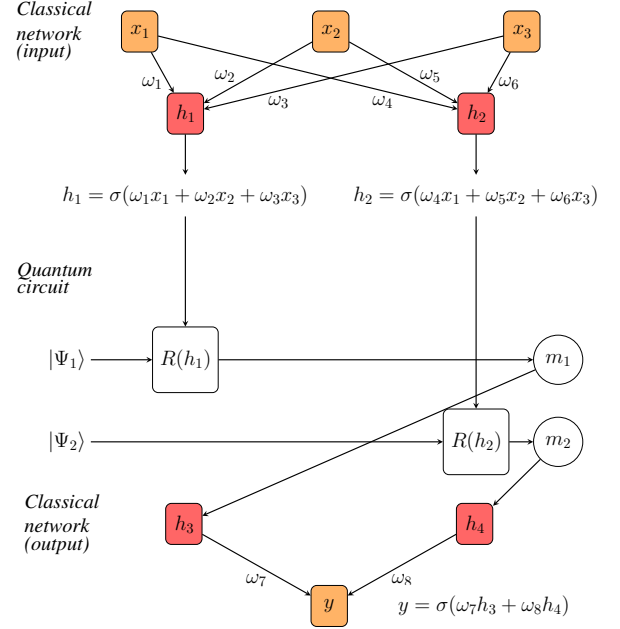 Classical
network
(input)
x₁ x₂ x₃
ω₁ ω₂ ω₃ ω₄ ω₅ ω₆
h₁ h₂
h₁ = σ(ω₁x₁ + ω₂x₂ + ω₃x₃) h₂ = σ(ω₄x₁ + ω₅x₂ + ω₆x₃)
Quantum
circuit
|Ψ₁⟩ R(h₁) m₁
|Ψ₂⟩ R(h₂) m₂
Classical
network
(output)
h₃ h₄
ω₇ ω₈
y y = σ(ω₇h₃ + ω₈h₄)